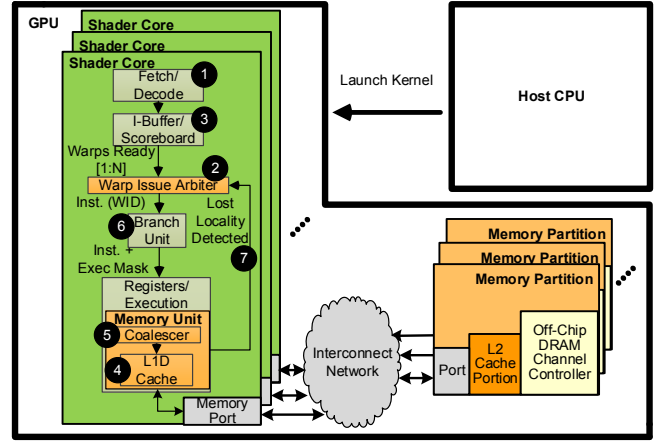 GPU
Shader Core
Shader Core
Shader Core
Fetch/
Decode
1
I-Buffer/
Scoreboard
3
Warps Ready
[1:N]
2
Warp Issue Arbiter
Inst. (WID)
Lost
Locality
Detected
6
Branch
Unit
7
Inst. +
Exec Mask
Registers/
Execution
Memory Unit
5
Coalescer
4
L1D
Cache
Memory
Port
Launch Kernel
Host CPU
Interconnect
Network
Memory Partition
Memory Partition
Memory Partition
Port
L2
Cache
Portion
Off-Chip
DRAM
Channel
Controller